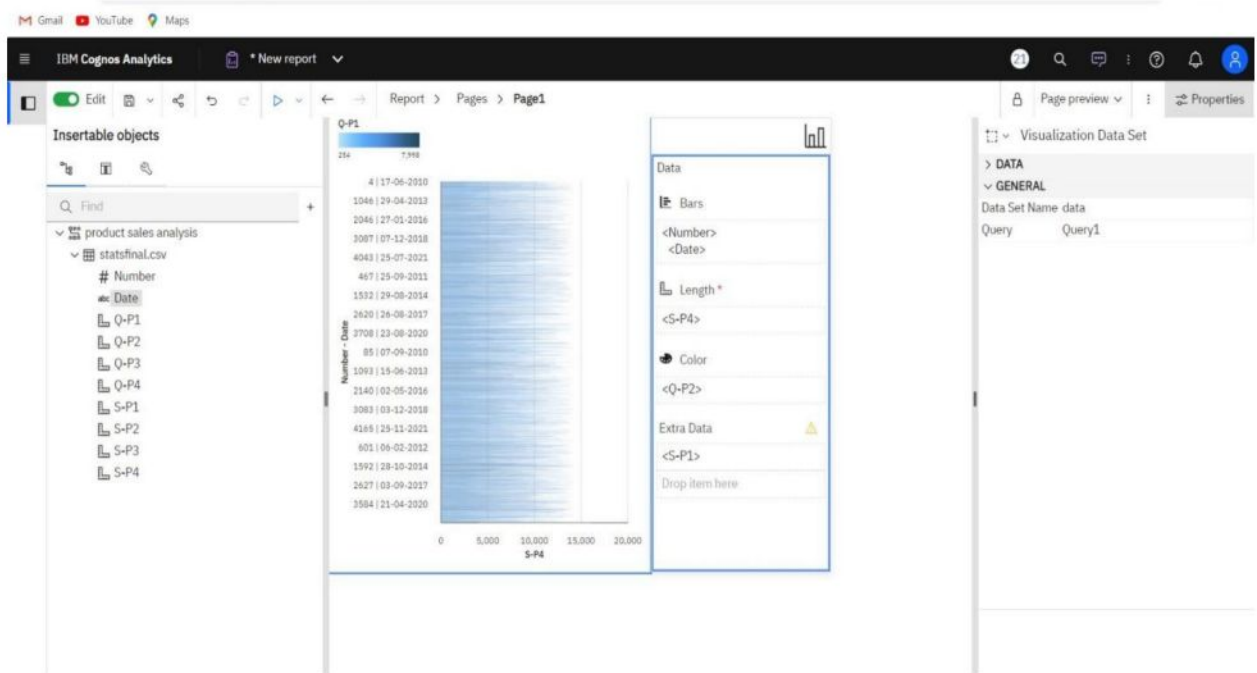 Gmail YouTube Maps
IBM Cognos Analytics * New report 21
Edit Report > Pages > Page1 Page preview Properties
Insertable objects
Find
product sales analysis
statsfinal.csv
# Number
abc Date
Q-P1
Q-P2
Q-P3
Q-P4
S-P1
S-P2
S-P3
S-P4
Q-P1
254 7,998
Number - Date
4 | 17-06-2010
1046 | 29-04-2013
2046 | 27-01-2016
3087 | 07-12-2018
4043 | 25-07-2021
467 | 25-09-2011
1532 | 29-08-2014
2620 | 26-08-2017
3708 | 23-08-2020
85 | 07-09-2010
1093 | 15-06-2013
2140 | 02-05-2016
3083 | 03-12-2018
4165 | 25-11-2021
601 | 06-02-2012
1592 | 28-10-2014
2627 | 03-09-2017
3584 | 21-04-2020
0 5,000 10,000 15,000 20,000
S-P4
Data
Bars
<Number>
<Date>
Length *
<S-P4>
Color
<Q-P2>
Extra Data
<S-P1>
Drop item here
Visualization Data Set
> DATA
GENERAL
Data Set Name data
Query Query1